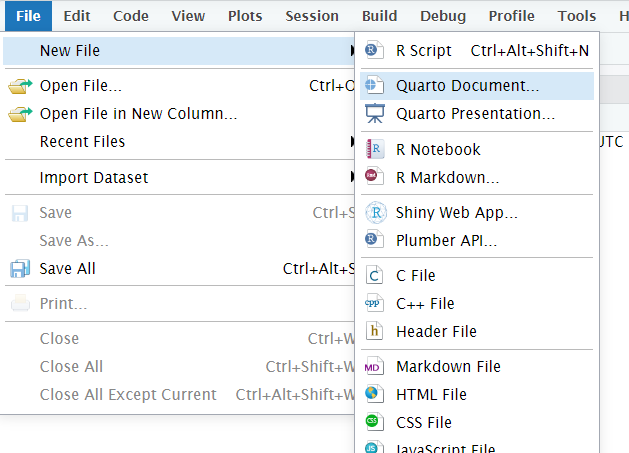 File Edit Code View Plots Session Build Debug Profile Tools H
New File
Open File... Ctrl+O
Open File in New Column...
Recent Files
Import Dataset
Save Ctrl+S
Save As...
Save All Ctrl+Alt+S
Print...
Close Ctrl+W
Close All Ctrl+Shift+W
Close All Except Current Ctrl+Alt+Shift+W
R Script Ctrl+Alt+Shift+N
Quarto Document...
Quarto Presentation...
R Notebook
R Markdown...
Shiny Web App...
Plumber API...
C File
C++ File
Header File
Markdown File
HTML File
CSS File
JavaScript File
UTC